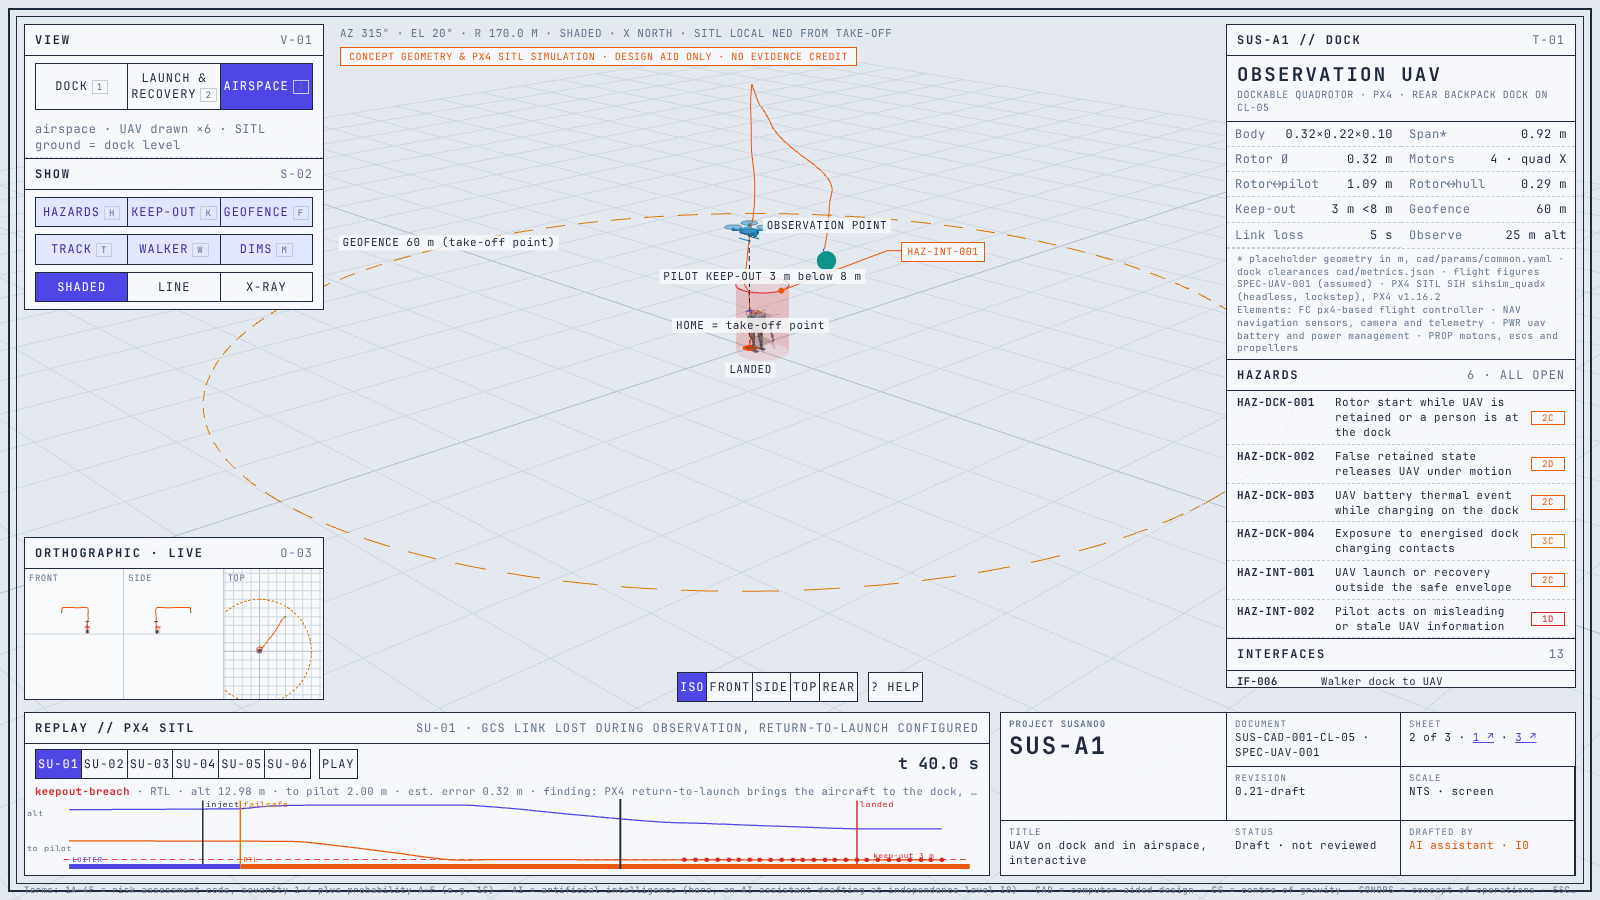 VIEW V-01
DOCK 1
LAUNCH & RECOVERY 2
AIRSPACE
airspace · UAV drawn ×6 · SITL
ground = dock level
SHOW S-02
HAZARDS H
KEEP-OUT K
GEOFENCE F
TRACK T
WALKER W
DIMS M
SHADED
LINE
X-RAY
AZ 315° · EL 20° · R 170.0 M · SHADED · X NORTH · SITL LOCAL NED FROM TAKE-OFF
CONCEPT GEOMETRY & PX4 SITL SIMULATION · DESIGN AID ONLY · NO EVIDENCE CREDIT
GEOFENCE 60 m (take-off point)
OBSERVATION POINT
HAZ-INT-001
PILOT KEEP-OUT 3 m below 8 m
HOME = take-off point
LANDED
SUS-A1 // DOCK T-01
OBSERVATION UAV
DOCKABLE QUADROTOR · PX4 · REAR BACKPACK DOCK ON
CL-05
Body 0.32×0.22×0.10 Span* 0.92 m
Rotor Ø 0.32 m Motors 4 · quad X
Rotor↔pilot 1.09 m Rotor↔hull 0.29 m
Keep-out 3 m <8 m Geofence 60 m
Link loss 5 s Observe 25 m alt
* placeholder geometry in m, cad/params/common.yaml ·
dock clearances cad/metrics.json · flight figures
SPEC-UAV-001 (assumed) · PX4 SITL SIH sihsim_quadx
(headless, lockstep), PX4 v1.16.2
Elements: FC px4-based flight controller · NAV
navigation sensors, camera and telemetry · PWR uav
battery and power management · PROP motors, escs and
propellers
HAZARDS 6 · ALL OPEN
HAZ-DCK-001 Rotor start while UAV is
retained or a person is at
the dock 2C
HAZ-DCK-002 False retained state
releases UAV under motion 2D
HAZ-DCK-003 UAV battery thermal event
while charging on the dock 2C
HAZ-DCK-004 Exposure to energised dock
charging contacts 3C
HAZ-INT-001 UAV launch or recovery
outside the safe envelope 2C
HAZ-INT-002 Pilot acts on misleading
or stale UAV information 1D
INTERFACES 13
IF-006 Walker dock to UAV
ORTHOGRAPHIC · LIVE O-03
FRONT
SIDE
TOP
ISO FRONT SIDE TOP REAR ? HELP
REPLAY // PX4 SITL SU-01 · GCS LINK LOST DURING OBSERVATION, RETURN-TO-LAUNCH CONFIGURED
SU-01 SU-02 SU-03 SU-04 SU-05 SU-06 PLAY t 40.0 s
keepout-breach · RTL · alt 12.98 m · to pilot 2.00 m · est. error 0.32 m · finding: PX4 return-to-launch brings the aircraft to the dock, …
inject failsafe landed
alt
to pilot
LOITER RTL keep-out 3 m
PROJECT SUSANOO
SUS-A1
DOCUMENT
SUS-CAD-001-CL-05 ·
SPEC-UAV-001
SHEET
2 of 3 · 1 ↗ · 3 ↗
REVISION
0.21-draft
SCALE
NTS · screen
TITLE
UAV on dock and in airspace,
interactive
STATUS
Draft · not reviewed
DRAFTED BY
AI assistant · I0